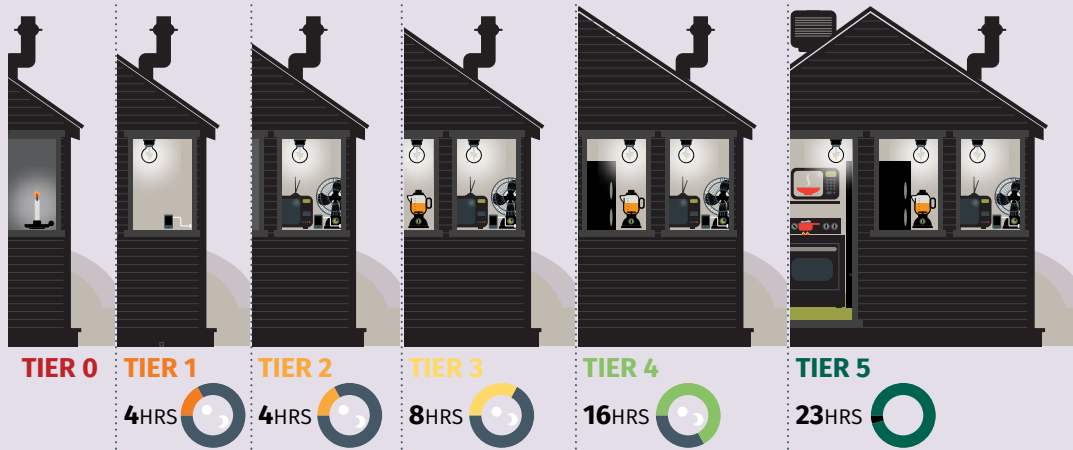 TIER 0
TIER 1
4HRS
TIER 2
4HRS
TIER 3
8HRS
TIER 4
16HRS
TIER 5
23HRS